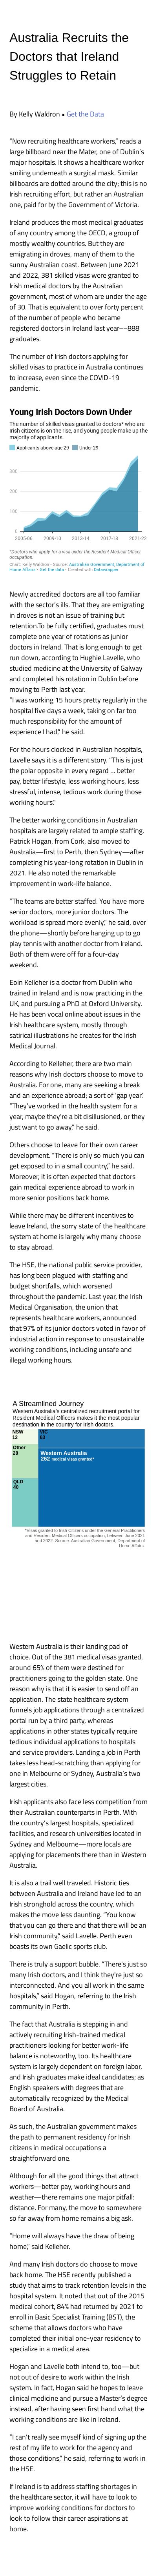 Australia Recruits the
Doctors that Ireland
Struggles to Retain
By Kelly Waldron • Get the Data
"Now recruiting healthcare workers," reads a
large billboard near the Mater, one of Dublin's
major hospitals. It shows a healthcare worker
smiling underneath a surgical mask. Similar
billboards are dotted around the city; this is no
Irish recruiting effort, but rather an Australian
one, paid for by the Government of Victoria.
Ireland produces the most medical graduates
of any country among the OECD, a group of
mostly wealthy countries. But they are
emigrating in droves, many of them to the
sunny Australian coast. Between June 2021
and 2022, 381 skilled visas were granted to
Irish medical doctors by the Australian
government, most of whom are under the age
of 30. That is equivalent to over forty percent
of the number of people who became
registered doctors in Ireland last year––888
graduates.
The number of Irish doctors applying for
skilled visas to practice in Australia continues
to increase, even since the COVID-19
pandemic.
Young Irish Doctors Down Under
The number of skilled visas granted to doctors* who are
Irish citizens is on the rise, and young people make up the
majority of applicants.
Applicants above age 29 Under 29
300
200
100
0
2005-06 2009-10 2013-14 2017-18 2021-22
*Doctors who apply for a visa under the Resident Medical Officer
occupation.
Chart: Kelly Waldron • Source: Australian Government, Department of
Home Affairs • Get the data • Created with Datawrapper
Newly accredited doctors are all too familiar
with the sector's ills. That they are emigrating
in droves is not an issue of training but
retention.To be fully certified, graduates must
complete one year of rotations as junior
doctors in Ireland. That is long enough to get
run down, according to Hughie Lavelle, who
studied medicine at the University of Galway
and completed his rotation in Dublin before
moving to Perth last year.
"I was working 15 hours pretty regularly in the
hospital five days a week, taking on far too
much responsibility for the amount of
experience I had," he said.
For the hours clocked in Australian hospitals,
Lavelle says it is a different story. "This is just
the polar opposite in every regard ... better
pay, better lifestyle, less working hours, less
stressful, intense, tedious work during those
working hours."
The better working conditions in Australian
hospitals are largely related to ample staffing.
Patrick Hogan, from Cork, also moved to
Australia—first to Perth, then Sydney—after
completing his year-long rotation in Dublin in
2021. He also noted the remarkable
improvement in work-life balance.
"The teams are better staffed. You have more
senior doctors, more junior doctors. The
workload is spread more evenly," he said, over
the phone—shortly before hanging up to go
play tennis with another doctor from Ireland.
Both of them were off for a four-day
weekend.
Eoin Kelleher is a doctor from Dublin who
trained in Ireland and is now practicing in the
UK, and pursuing a PhD at Oxford University.
He has been vocal about issues in the
Irish healthcare system, mostly through
satirical illustrations he creates for the Irish
Medical Journal.
According to Kelleher, there are two main
reasons why Irish doctors choose to move to
Australia. For one, many are seeking a break
and an experience abroad; a sort of 'gap year'.
"They've worked in the health system for a
year, maybe they're a bit disillusioned, or they
just want to go away," he said.
Others choose to leave for their own career
development. "There is only so much you can
get exposed to in a small country," he said.
Moreover, it is often expected that doctors
gain medical experience abroad to work in
more senior positions back home.
While there may be different incentives to
leave Ireland, the sorry state of the healthcare
system at home is largely why many choose
to stay abroad.
The HSE, the national public service provider,
has long been plagued with staffing and
budget shortfalls, which worsened
throughout the pandemic. Last year, the Irish
Medical Organisation, the union that
represents healthcare workers, announced
that 97% of its junior doctors voted in favor of
industrial action in response to unsustainable
working conditions, including unsafe and
illegal working hours.
A Streamlined Journey
Western Australia's centralized recruitment portal for
Resident Medical Officers makes it the most popular
destination in the country for Irish doctors.
NSW
12
VIC
Other
28
Western Australia
262 medical visas granted*
QLD
40
*Visas granted to Irish Citizens under the General Practitioners
and Resident Medical Officers occupation, between June 2021
and 2022. Source: Australian Government, Department of
Home Affairs.
Western Australia is their landing pad of
choice. Out of the 381 medical visas granted,
around 65% of them were destined for
practitioners going to the golden state. One
reason why is that it is easier to send off an
application. The state healthcare system
funnels job applications though a centralized
portal run by a third party, whereas
applications in other states typically require
tedious individual applications to hospitals
and service providers. Landing a job in Perth
takes less head-scratching than applying for
one in Melbourne or Sydney, Australia's two
largest cities.
Irish applicants also face less competition from
their Australian counterparts in Perth. With
the country's largest hospitals, specialized
facilities, and research universities located in
Sydney and Melbourne—more locals are
applying for placements there than in Western
Australia.
It is also a trail well traveled. Historic ties
between Australia and Ireland have led to an
Irish stronghold across the country, which
makes the move less daunting. "You know
that you can go there and that there will be an
Irish community," said Lavelle. Perth even
boasts its own Gaelic sports club.
There is truly a support bubble. "There's just so
many Irish doctors, and I think they're just so
interconnected. And you all work in the same
hospitals," said Hogan, referring to the Irish
community in Perth.
The fact that Australia is stepping in and
actively recruiting Irish-trained medical
practitioners looking for better work-life
balance is noteworthy, too. Its healthcare
system is largely dependent on foreign labor,
and Irish graduates make ideal candidates; as
English speakers with degrees that are
automatically recognized by the Medical
Board of Australia.
As such, the Australian government makes
the path to permanent residency for Irish
citizens in medical occupations a
straightforward one.
Although for all the good things that attract
workers—better pay, working hours and
weather—there remains one major pitfall:
distance. For many, the move to somewhere
so far away from home remains a big ask.
"Home will always have the draw of being
home," said Kelleher.
And many Irish doctors do choose to move
back home. The HSE recently published a
study that aims to track retention levels in the
hospital system. It noted that out of the 2015
medical cohort, 84% had returned by 2021 to
enroll in Basic Specialist Training (BST), the
scheme that allows doctors who have
completed their initial one-year residency to
specialize in a medical area.
Hogan and Lavelle both intend to, too—but
not out of desire to work within the Irish
system. In fact, Hogan said he hopes to leave
clinical medicine and pursue a Master's degree
instead, after having seen first hand what the
working conditions are like in Ireland.
"I can't really see myself kind of signing up the
rest of my life to work for the agency and
those conditions," he said, referring to work in
the HSE.
If Ireland is to address staffing shortages in
the healthcare sector, it will have to look to
improve working conditions for doctors to
look to follow their career aspirations at
home.